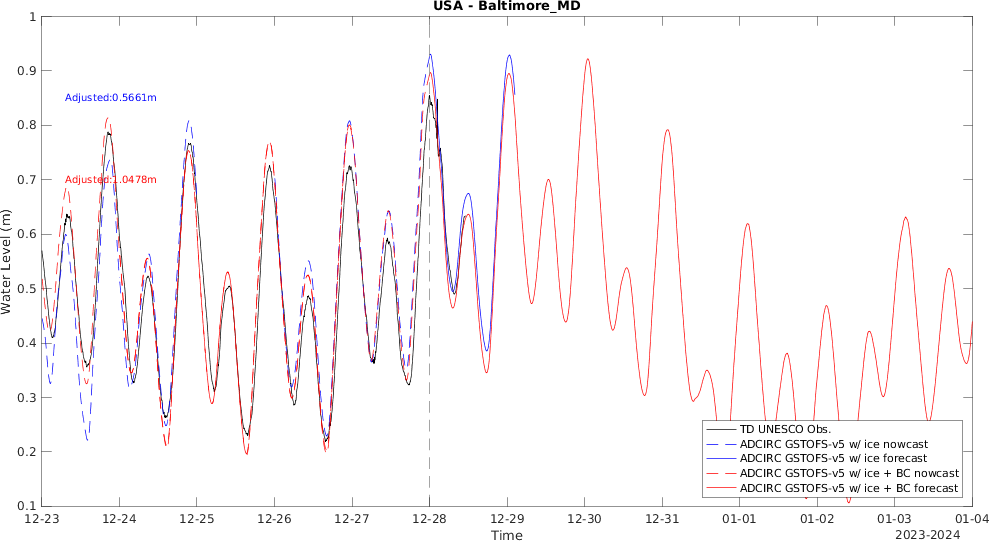 USA - Baltimore_MD
1
0.9
0.8
0.7
0.6
0.5
0.4
0.3
0.2
0.1
Water Level (m)
Adjusted:0.5661m
Adjusted:1.0478m
TD UNESCO Obs.
ADCIRC GSTOFS-v5 w/ ice nowcast
ADCIRC GSTOFS-v5 w/ ice forecast
ADCIRC GSTOFS-v5 w/ ice + BC nowcast
ADCIRC GSTOFS-v5 w/ ice + BC forecast
12-23 12-24 12-25 12-26 12-27 12-28 12-29 12-30 12-31 01-01 01-02 01-03 01-04
Time
2023-2024